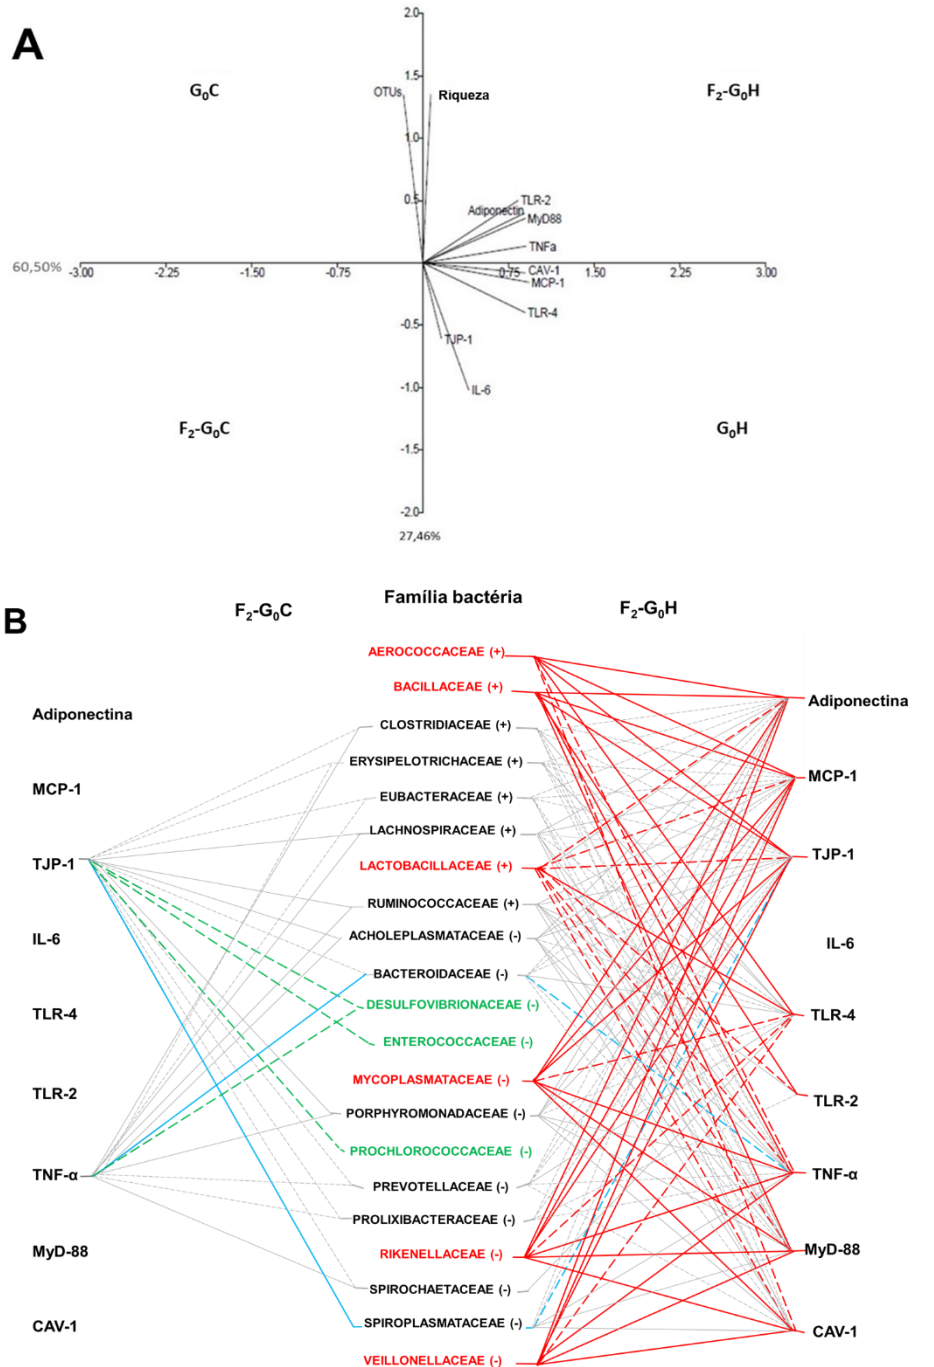 A
2.0
1.5
G₀C
OTUs
Riqueza
F₂-G₀H
1.0
0.5
TLR-2
Adiponectin
MyD88
TNFa
60,50%
-3.00
-2.25
-1.50
-0.75
0.75
1.50
2.25
3.00
CAV-1
MCP-1
TLR-4
-0.5
TJP-1
-1.0
IL-6
F₂-G₀C
G₀H
-1.5
-2.0
27,46%
B
F₂-G₀C
Família bactéria
F₂-G₀H
AEROCOCCACEAE (+)
BACILLACEAE (+)
CLOSTRIDIACEAE (+)
ERYSIPELOTRICHACEAE (+)
EUBACTERACEAE (+)
LACHNOSPIRACEAE (+)
LACTOBACILLACEAE (+)
RUMINOCOCCACEAE (+)
ACHOLEPLASMATACEAE (-)
BACTEROIDACEAE (-)
DESULFOVIBRIONACEAE (-)
ENTEROCOCCACEAE (-)
MYCOPLASMATACEAE (-)
PORPHYROMONADACEAE (-)
PROCHLOROCOCCACEAE (-)
PREVOTELLACEAE (-)
PROLIXIBACTERACEAE (-)
RIKENELLACEAE (-)
SPIROCHAETACEAE (-)
SPIROPLASMATACEAE (-)
VEILLONELLACEAE (-)
Adiponectina
MCP-1
TJP-1
IL-6
TLR-4
TLR-2
TNF-α
MyD-88
CAV-1
Adiponectina
MCP-1
TJP-1
IL-6
TLR-4
TLR-2
TNF-α
MyD-88
CAV-1